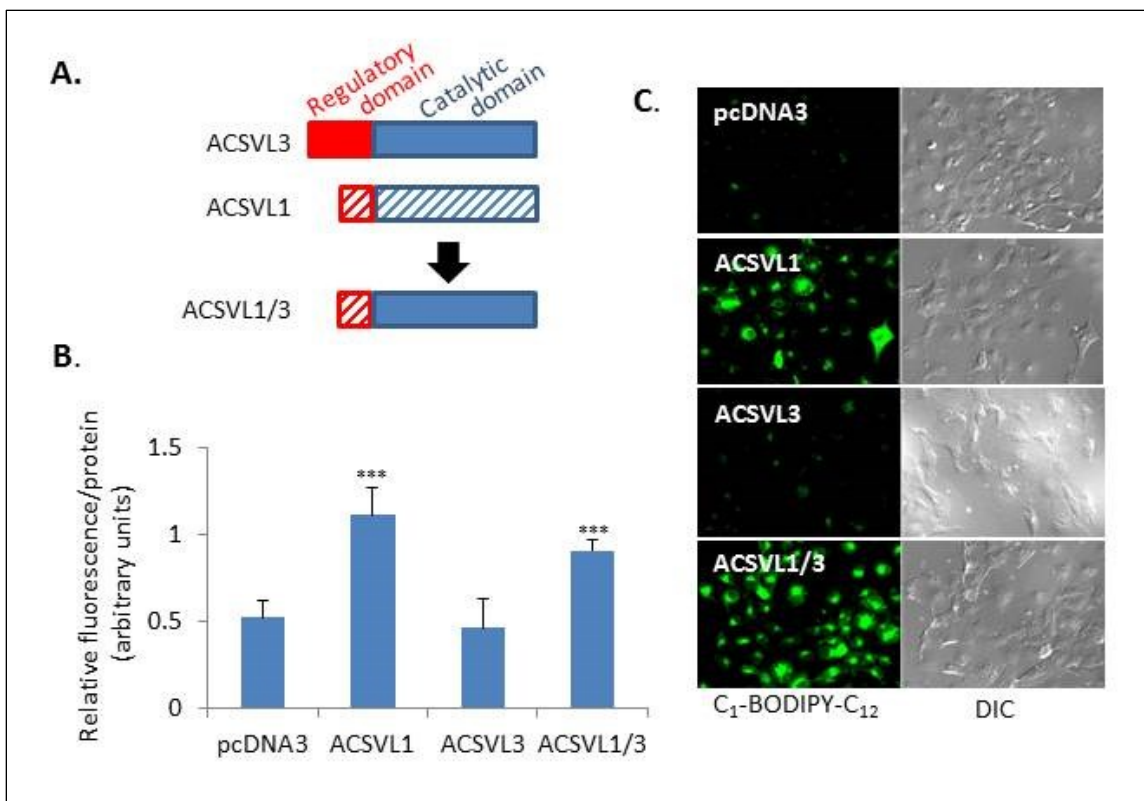 A.
Regulatory
domain
Catalytic
domain
ACSVL3
ACSVL1
ACSVL1/3
B.
Relative fluorescence/protein
(arbitrary units)
1.5
1
0.5
0
***
***
pcDNA3
ACSVL1
ACSVL3
ACSVL1/3
C.
pcDNA3
ACSVL1
ACSVL3
ACSVL1/3
C₁-BODIPY-C₁₂
DIC